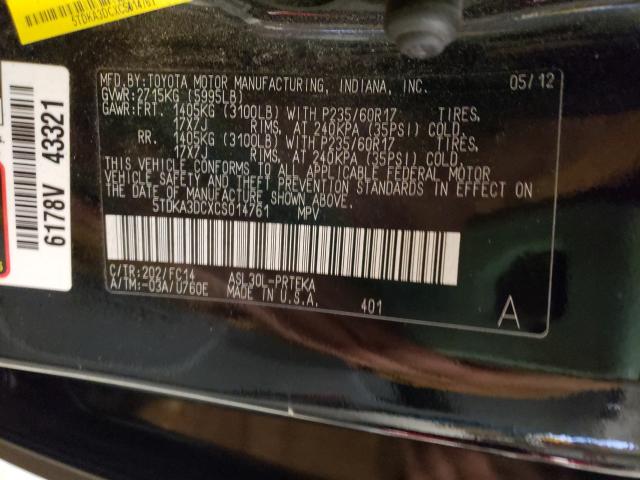 5TDKA3DCXCS014761
MFD.BY:TOYOTA MOTOR MANUFACTURING, INDIANA, INC. 05/12
GVWR:2715KG (5995LB)
GAWR:FRT. 1405KG (3100LB) WITH P235/60R17 TIRES,
17X7J RIMS, AT 240KPA (35PSI) COLD.
RR. 1405KG (3100LB) WITH P235/60R17 TIRES,
17X7J RIMS, AT 240KPA (35PSI) COLD.
THIS VEHICLE CONFORMS TO ALL APPLICABLE FEDERAL MOTOR
VEHICLE SAFETY AND THEFT PREVENTION STANDARDS IN EFFECT ON
THE DATE OF MANUFACTURE SHOWN ABOVE.
5TDKA3DCXCS014761 MPV
C/TR:202/FC14 ASL30L-PRTEKA
A/TM:-03A/U760E MADE IN U.S.A.
401
A
6178V 43321